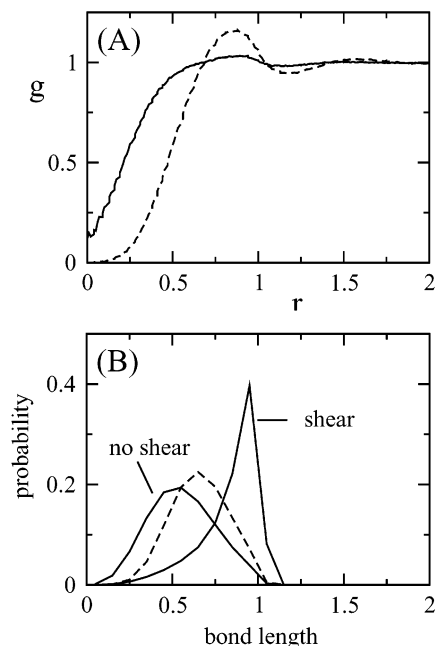 (A)
1
g
0.5
0
0 0.5 1 1.5 2
r
(B)
0.4
shear
no shear
probability
0.2
0
0 0.5 1 1.5 2
bond length